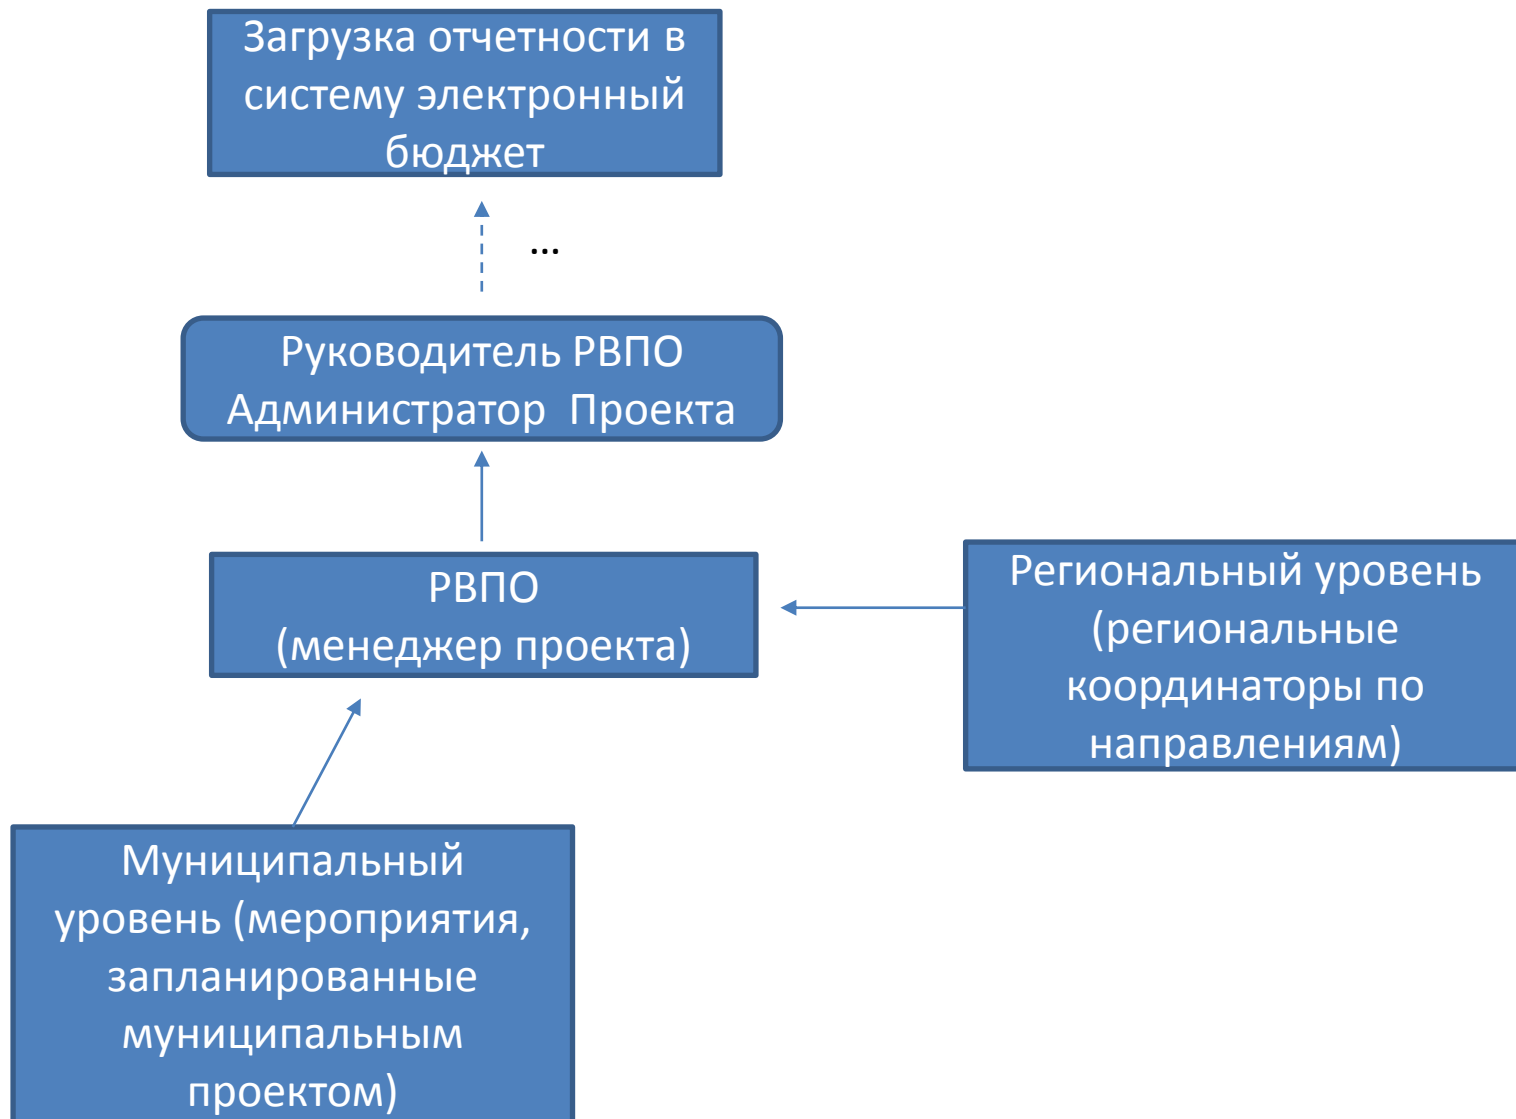 Загрузка отчетности в
систему электронный
бюджет
...
Руководитель РВПО
Администратор Проекта
РВПО
(менеджер проекта)
Региональный уровень
(региональные
координаторы по
направлениям)
Муниципальный
уровень (мероприятия,
запланированные
муниципальным
проектом)